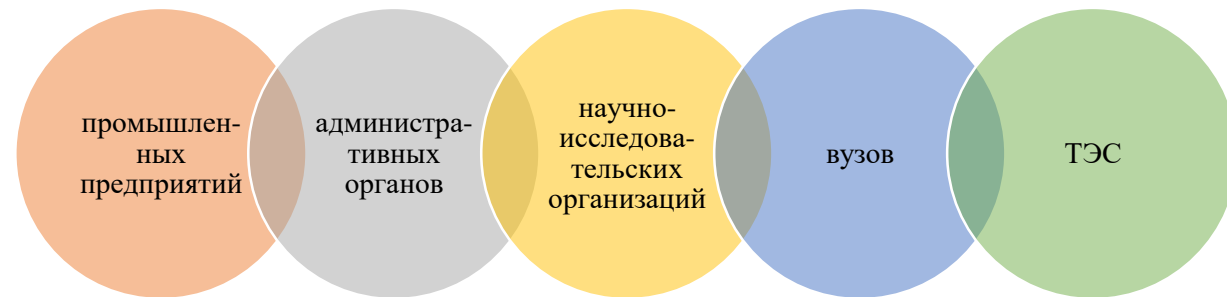 промышлен-
ных
предприятий
администра-
тивных
органов
научно-
исследова-
тельских
организаций
вузов
ТЭС